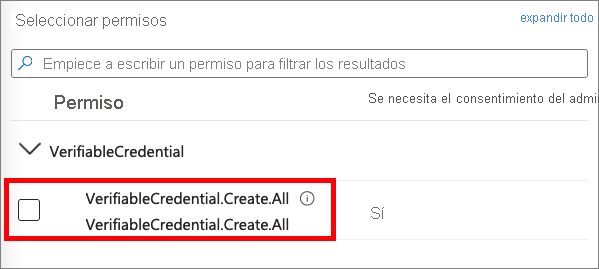 Seleccionar permisos
expandir todo
Empiece a escribir un permiso para filtrar los resultados
Permiso
Se necesita el consentimiento del admi
VerifiableCredential
VerifiableCredential.Create.All
VerifiableCredential.Create.All
Sí